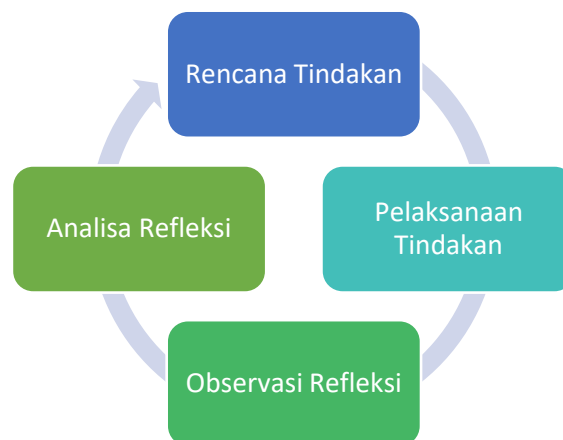 Rencana Tindakan
Pelaksanaan
Tindakan
Observasi Refleksi
Analisa Refleksi